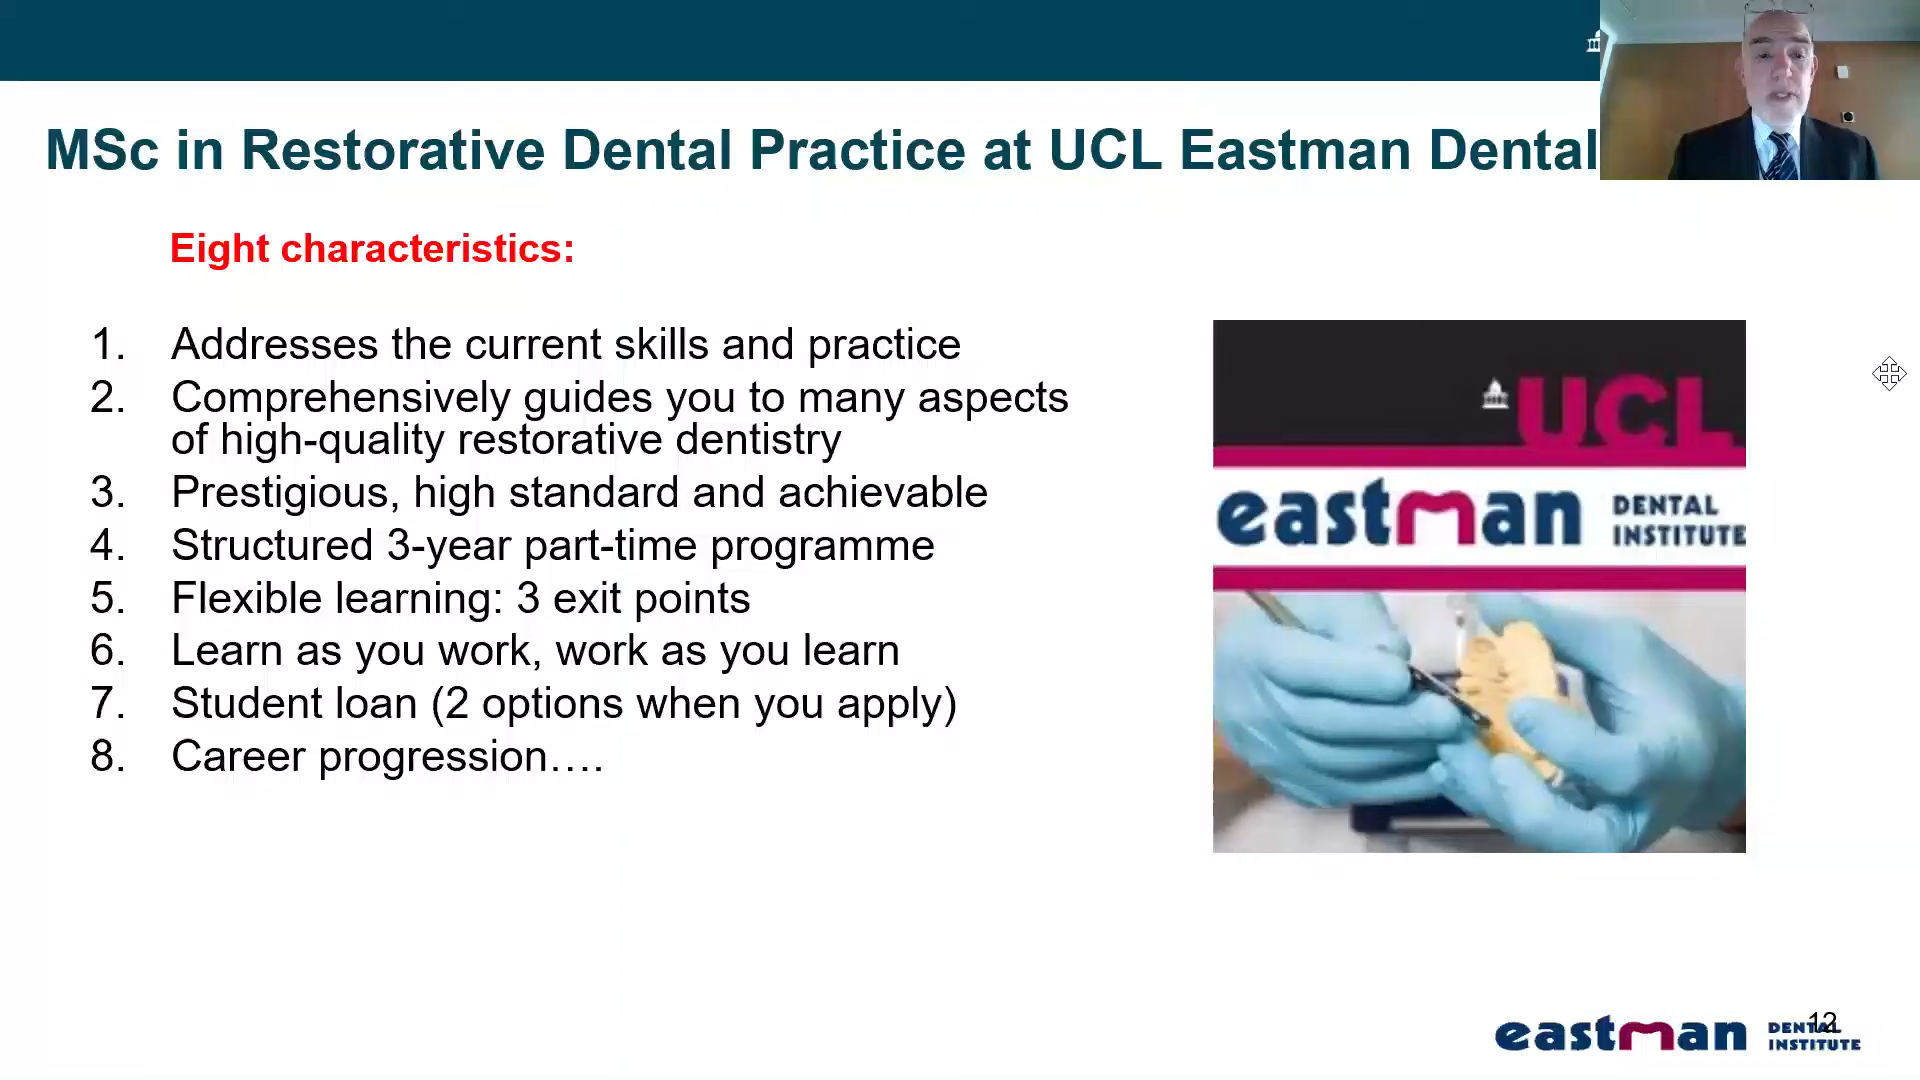 MSc in Restorative Dental Practice at UCL Eastman Dental
Eight characteristics:
1. Addresses the current skills and practice
2. Comprehensively guides you to many aspects
of high-quality restorative dentistry
3. Prestigious, high standard and achievable
4. Structured 3-year part-time programme
5. Flexible learning: 3 exit points
6. Learn as you work, work as you learn
7. Student loan (2 options when you apply)
8. Career progression….
UCL
eastman DENTAL
INSTITUTE
eastman DENTAL
INSTITUTE
12